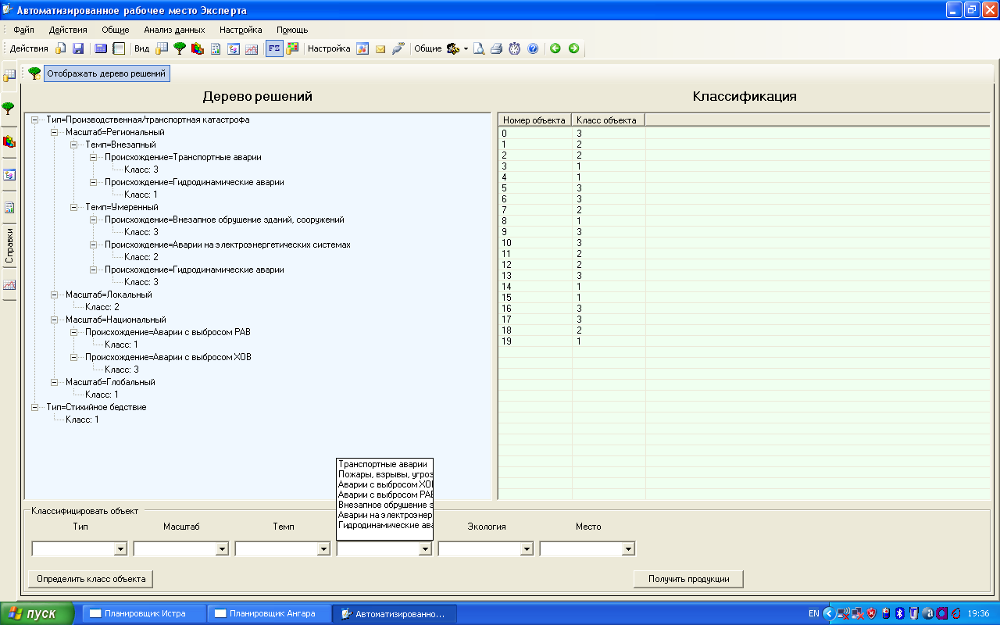 Автоматизированное рабочее место Эксперта
Файл Действия Общие Анализ данных Настройка Помощь
Действия Вид FZ Настройка Общие
Отображать дерево решений
Дерево решений
Тип=Производственная/транспортная катастрофа
Масштаб=Региональный
Темп=Внезапный
Происхождение=Транспортные аварии
Класс: 3
Происхождение=Гидродинамические аварии
Класс: 1
Темп=Умеренный
Происхождение=Внезапное обрушение зданий, сооружений
Класс: 3
Происхождение=Аварии на электроэнергетических системах
Класс: 2
Происхождение=Гидродинамические аварии
Класс: 3
Масштаб=Локальный
Класс: 2
Масштаб=Национальный
Происхождение=Аварии с выбросом РАВ
Класс: 1
Происхождение=Аварии с выбросом ХОВ
Класс: 3
Масштаб=Глобальный
Класс: 1
Тип=Стихийное бедствие
Класс: 1
Классификация
Номер объекта Класс объекта
0 3
1 2
2 2
3 1
4 1
5 3
6 3
7 2
8 1
9 3
10 3
11 2
12 2
13 3
14 1
15 1
16 3
17 3
18 2
19 1
Справки
Транспортные аварии
Пожары, взрывы, угроз
Аварии с выбросом ХОВ
Аварии с выбросом РАВ
Внезапное обрушение з
Аварии на электроэнер
Гидродинамические ава
Классифицировать объект
Тип Масштаб Темп Экология Место
Определить класс объекта Получить продукции
пуск Планировщик Истра Планировщик Ангара Автоматизированно... EN 19:36